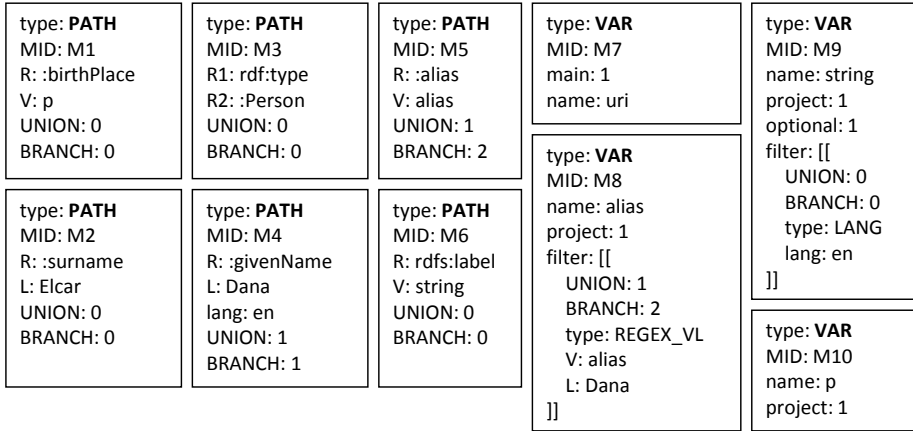 type: PATH
MID: M1
R: :birthPlace
V: p
UNION: 0
BRANCH: 0
type: PATH
MID: M2
R: :surname
L: Elcar
UNION: 0
BRANCH: 0
type: PATH
MID: M3
R1: rdf:type
R2: :Person
UNION: 0
BRANCH: 0
type: PATH
MID: M4
R: :givenName
L: Dana
lang: en
UNION: 1
BRANCH: 1
type: PATH
MID: M5
R: :alias
V: alias
UNION: 1
BRANCH: 2
type: PATH
MID: M6
R: rdfs:label
V: string
UNION: 0
BRANCH: 0
type: VAR
MID: M7
main: 1
name: uri
type: VAR
MID: M8
name: alias
project: 1
filter: [[
UNION: 1
BRANCH: 2
type: REGEX_VL
V: alias
L: Dana
]]
type: VAR
MID: M9
name: string
project: 1
optional: 1
filter: [[
UNION: 0
BRANCH: 0
type: LANG
lang: en
]]
type: VAR
MID: M10
name: p
project: 1